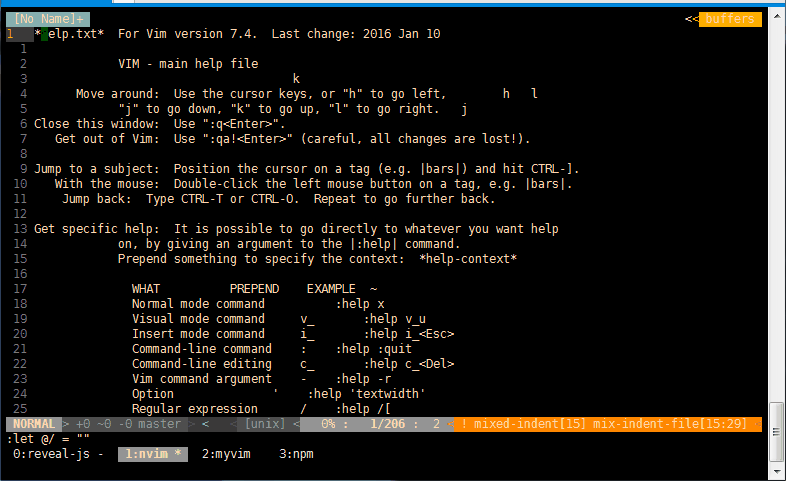 [No Name]+ << buffers
1 * elp.txt* For Vim version 7.4. Last change: 2016 Jan 10
1
2 VIM - main help file
3 k
4 Move around: Use the cursor keys, or "h" to go left, h l
5 "j" to go down, "k" to go up, "l" to go right. j
6 Close this window: Use ":q<Enter>".
7 Get out of Vim: Use ":qa!<Enter>" (careful, all changes are lost!).
8
9 Jump to a subject: Position the cursor on a tag (e.g. |bars|) and hit CTRL-].
10 With the mouse: Double-click the left mouse button on a tag, e.g. |bars|.
11 Jump back: Type CTRL-T or CTRL-O. Repeat to go further back.
12
13 Get specific help: It is possible to go directly to whatever you want help
14 on, by giving an argument to the |:help| command.
15 Prepend something to specify the context: *help-context*
16
17 WHAT PREPEND EXAMPLE ~
18 Normal mode command :help x
19 Visual mode command v_ :help v_u
20 Insert mode command i_ :help i_<Esc>
21 Command-line command : :help :quit
22 Command-line editing c_ :help c_<Del>
23 Vim command argument - :help -r
24 Option ' :help 'textwidth'
25 Regular expression / :help /[
NORMAL > +0 ~0 -0 master > < < [unix] < 0% : 1/206 : 2 < ! mixed-indent[15] mix-indent-file[15:29] <
:let @/ = ""
0:reveal-js - 1:nvim * 2:myvim 3:npm